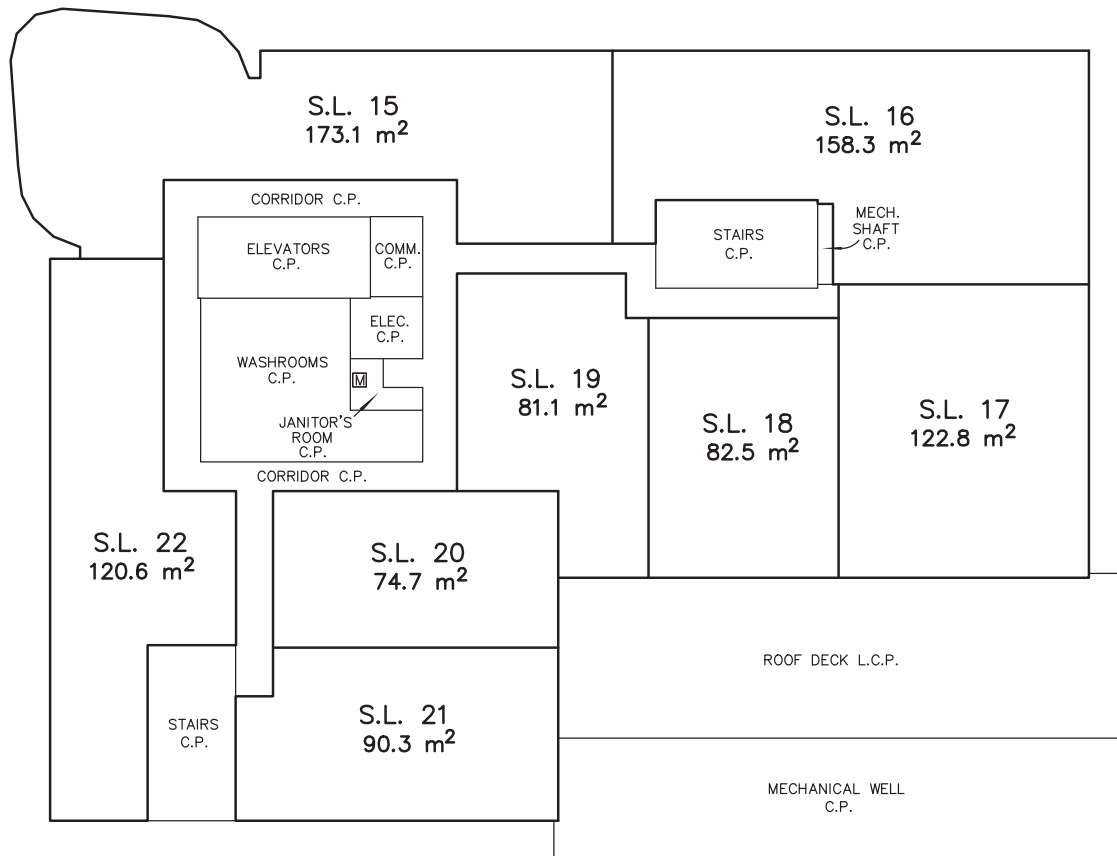 S.L. 15
173.1 m²
S.L. 16
158.3 m²
CORRIDOR C.P.
ELEVATORS
C.P.
COMM.
C.P.
STAIRS
C.P.
MECH.
SHAFT
C.P.
ELEC.
C.P.
WASHROOMS
C.P.
M
JANITOR'S
ROOM
C.P.
CORRIDOR C.P.
S.L. 19
81.1 m²
S.L. 18
82.5 m²
S.L. 17
122.8 m²
S.L. 22
120.6 m²
S.L. 20
74.7 m²
ROOF DECK L.C.P.
STAIRS
C.P.
S.L. 21
90.3 m²
MECHANICAL WELL
C.P.